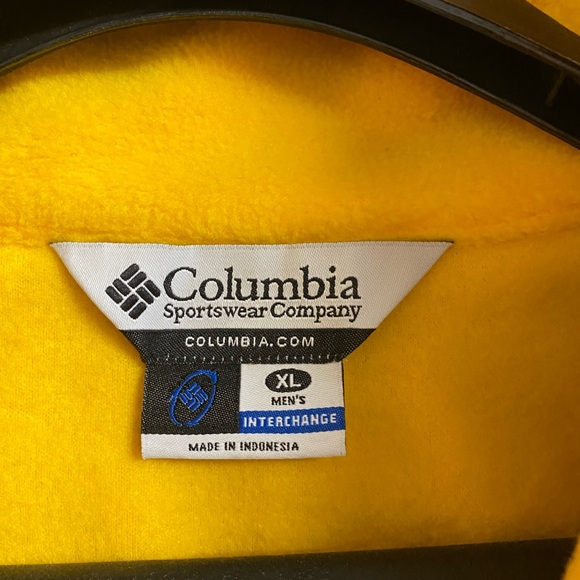 Columbia
Sportswear Company
COLUMBIA.COM
XL
MEN'S
INTERCHANGE
MADE IN INDONESIA